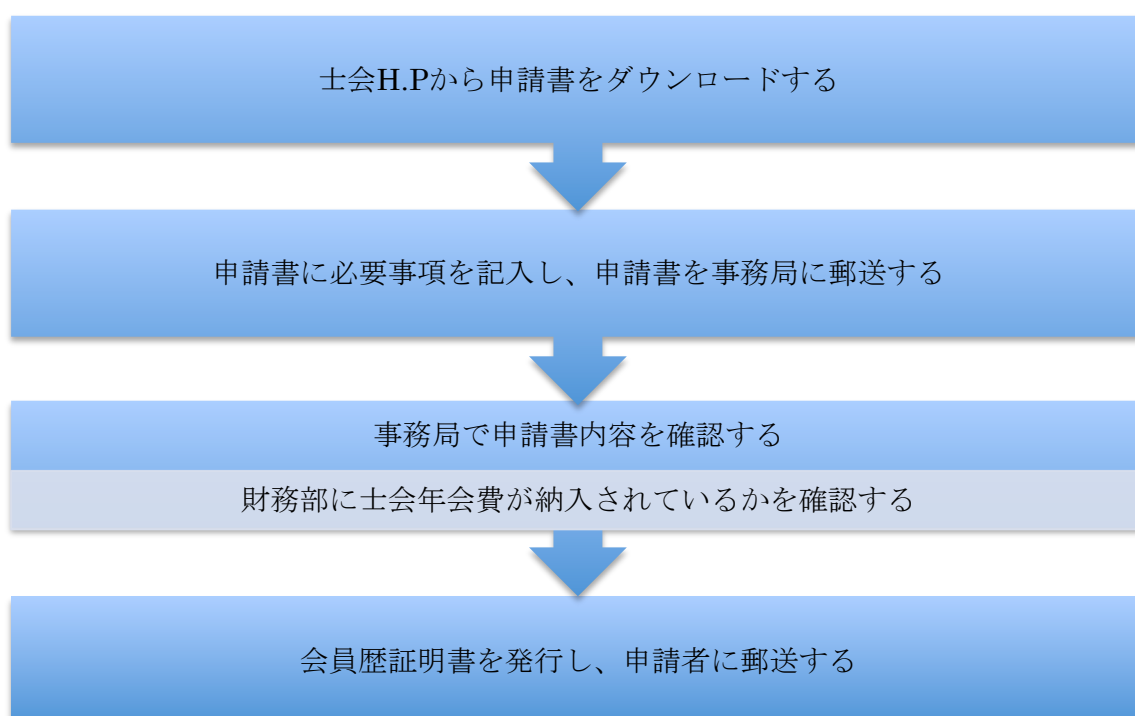 士会H.Pから申請書をダウンロードする
申請書に必要事項を記入し、申請書を事務局に郵送する
事務局で申請書内容を確認する
財務部に士会年会費が納入されているかを確認する
会員歴証明書を発行し、申請者に郵送する